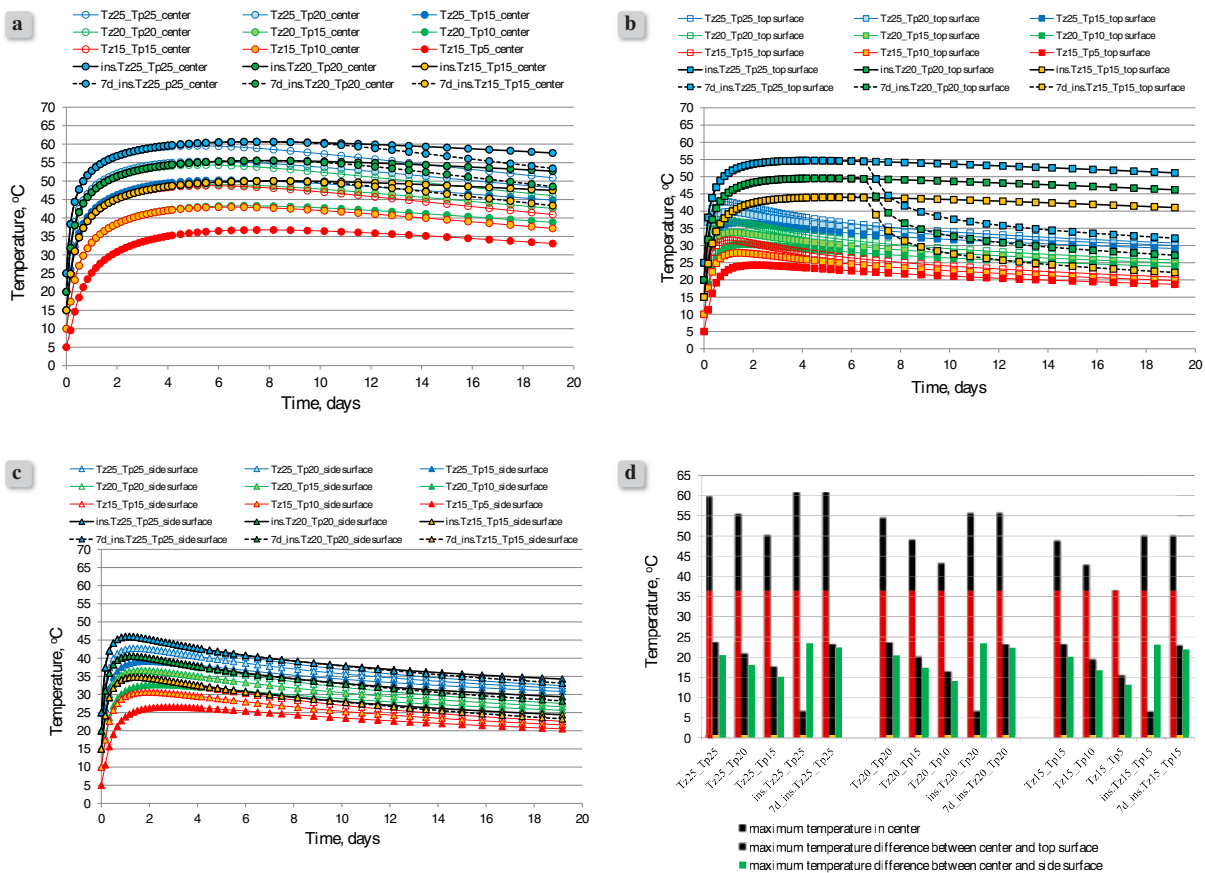 a
Tz25_Tp25_center Tz25_Tp20_center Tz25_Tp15_center
Tz20_Tp20_center Tz20_Tp15_center Tz20_Tp10_center
Tz15_Tp15_center Tz15_Tp10_center Tz15_Tp5_center
ins.Tz25_Tp25_center ins.Tz20_Tp20_center ins.Tz15_Tp15_center
7d_ins.Tz25_p25_center 7d_ins.Tz20_Tp20_center 7d_ins.Tz15_Tp15_center
70
65
60
55
50
45
40
35
30
25
20
15
10
5
0
Temperature, ºC
0 2 4 6 8 10 12 14 16 18 20
Time, days
b
Tz25_Tp25_top surface Tz25_Tp20_top surface Tz25_Tp15_top surface
Tz20_Tp20_top surface Tz20_Tp15_top surface Tz20_Tp10_top surface
Tz15_Tp15_top surface Tz15_Tp10_top surface Tz15_Tp5_top surface
ins.Tz25_Tp25_top surface ins.Tz20_Tp20_top surface ins.Tz15_Tp15_top surface
7d_ins.Tz25_Tp25_top surface 7d_ins.Tz20_Tp20_top surface 7d_ins.Tz15_Tp15_top surface
70
65
60
55
50
45
40
35
30
25
20
15
10
5
0
Temperature, ºC
0 2 4 6 8 10 12 14 16 18 20
Time, days
c
Tz25_Tp25_side surface Tz25_Tp20_side surface Tz25_Tp15_side surface
Tz20_Tp20_side surface Tz20_Tp15_side surface Tz20_Tp10_side surface
Tz15_Tp15_side surface Tz15_Tp10_side surface Tz15_Tp5_side surface
ins.Tz25_Tp25_side surface ins.Tz20_Tp20_side surface ins.Tz15_Tp15_side surface
7d_ins.Tz25_Tp25_side surface 7d_ins.Tz20_Tp20_side surface 7d_ins.Tz15_Tp15_side surface
70
65
60
55
50
45
40
35
30
25
20
15
10
5
0
Temperature, ºC
0 2 4 6 8 10 12 14 16 18 20
Time, days
d
65
60
55
50
45
40
35
30
25
20
15
10
5
0
Temperature, ºC
Tz25_Tp25
Tz25_Tp20
Tz25_Tp15
ins.Tz25_Tp25
7d_ins.Tz25_Tp25
Tz20_Tp20
Tz20_Tp15
Tz20_Tp10
ins.Tz20_Tp20
7d_ins.Tz20_Tp20
Tz15_Tp15
Tz15_Tp10
Tz15_Tp5
ins.Tz15_Tp15
7d_ins.Tz15_Tp15
maximum temperature in center
maximum temperature difference between center and top surface
maximum temperature difference between center and side surface